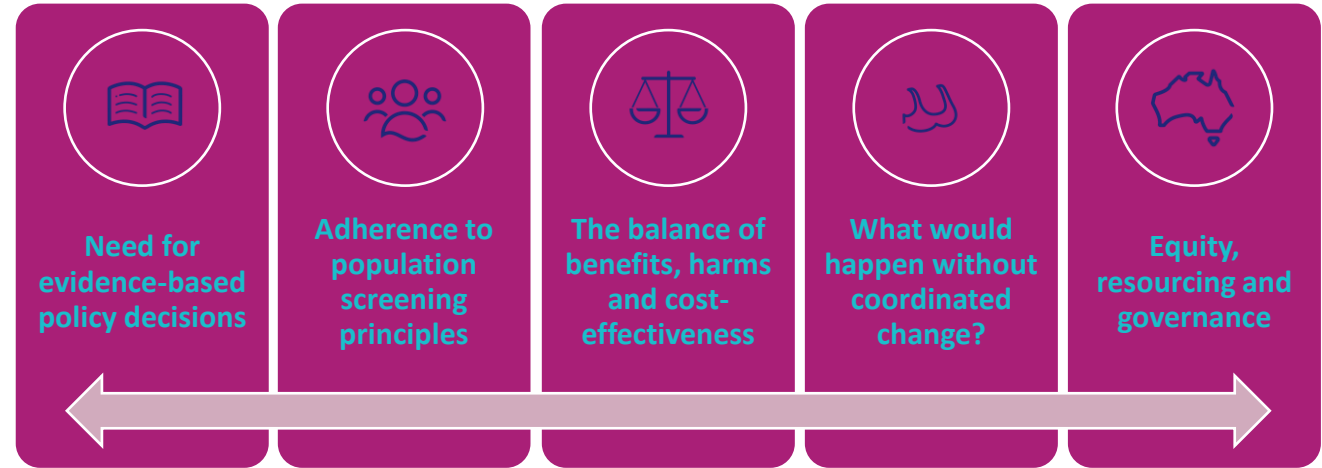 Need for
evidence-based
policy decisions
Adherence to
population
screening
principles
The balance of
benefits, harms
and cost-
effectiveness
What would
happen without
coordinated
change?
Equity,
resourcing and
governance